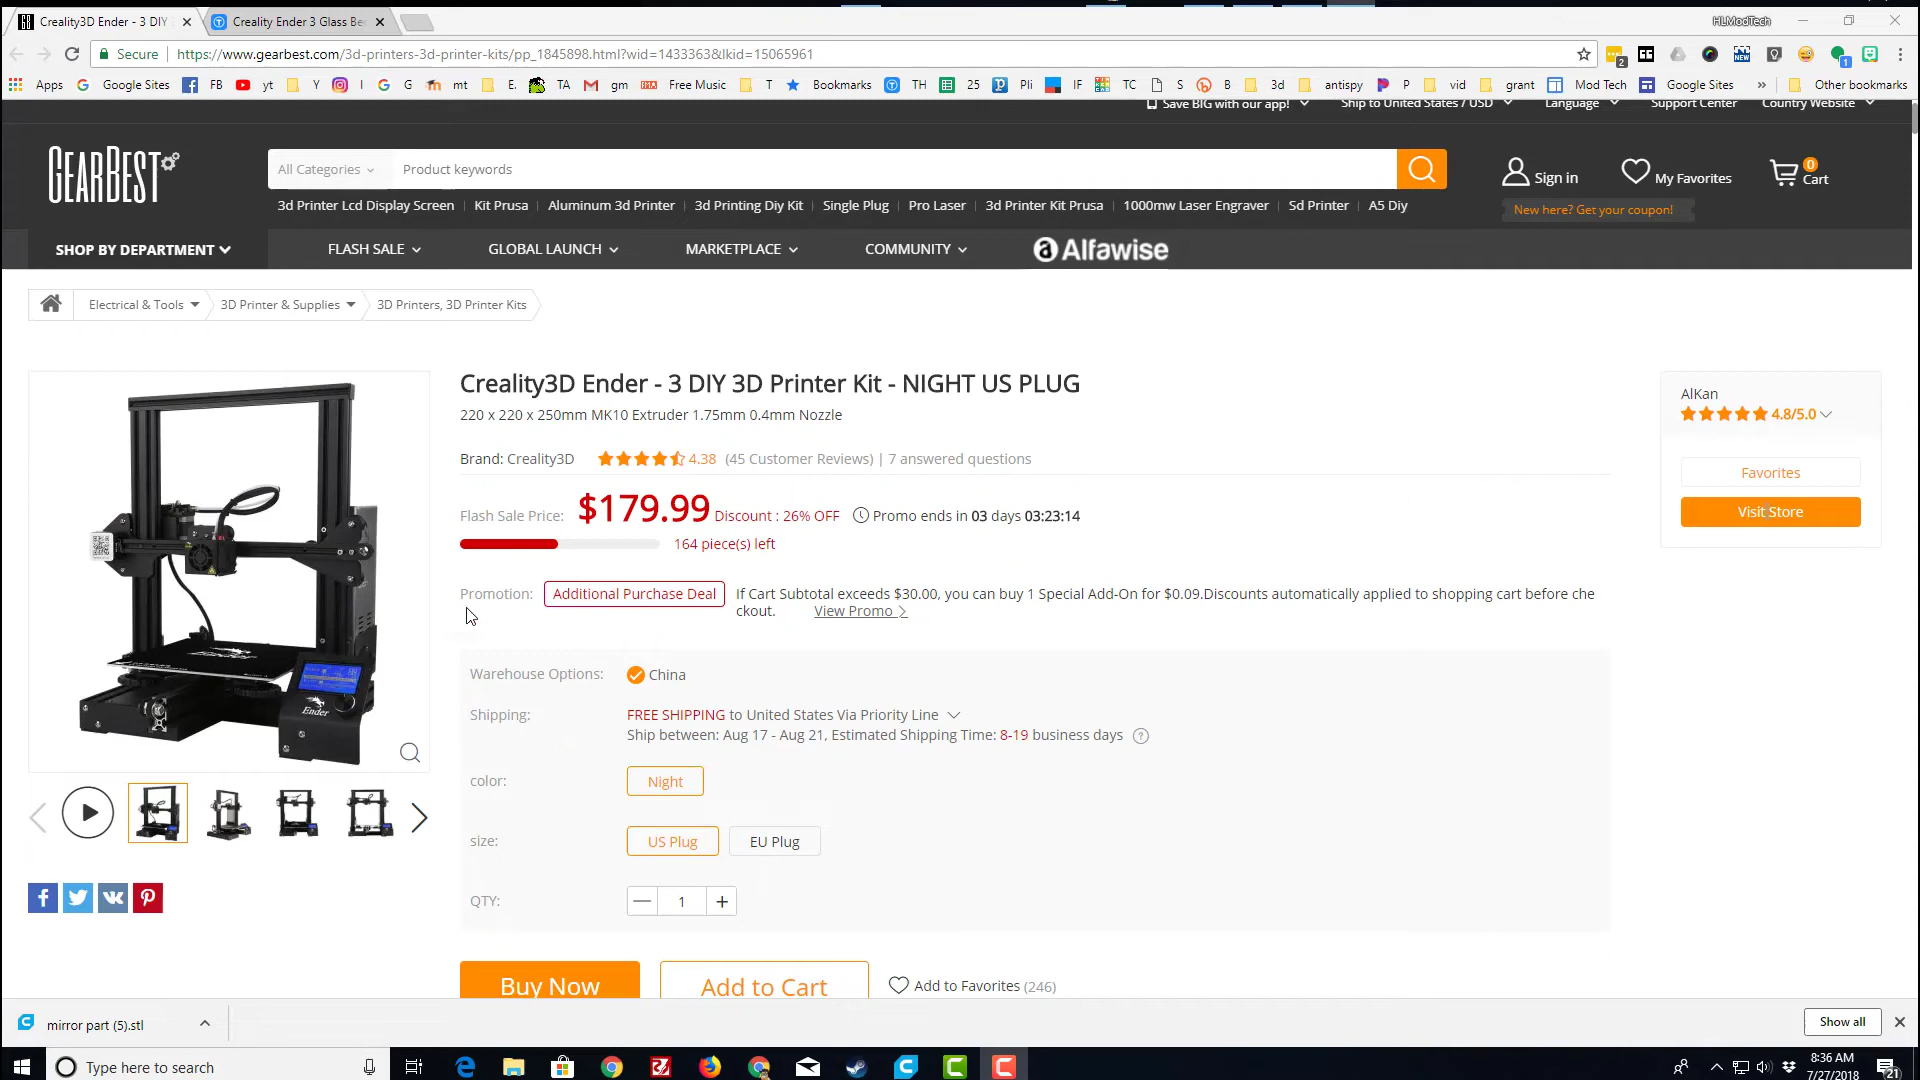 Creality3D Ender - 3 DIY
Creality Ender 3 Glass Be
HLModTech
Secure https://www.gearbest.com/3d-printers-3d-printer-kits/pp_1845898.html?wid=1433363&lkid=15065961
2
1
Apps Google Sites FB yt Y I G G mt E. TA gm Free Music T Bookmarks TH 25 Pli IF TC S B 3d antispy P vid grant Mod Tech Google Sites » Other bookmarks
Save BIG with our app! Ship to United States / USD Language Support Center Country Website
GEARBEST
All Categories Product keywords
Sign in My Favorites 0 Cart
3d Printer Lcd Display Screen Kit Prusa Aluminum 3d Printer 3d Printing Diy Kit Single Plug Pro Laser 3d Printer Kit Prusa 1000mw Laser Engraver Sd Printer A5 Diy
New here? Get your coupon!
SHOP BY DEPARTMENT FLASH SALE GLOBAL LAUNCH MARKETPLACE COMMUNITY Alfawise
Electrical & Tools 3D Printer & Supplies 3D Printers, 3D Printer Kits
Creality3D Ender - 3 DIY 3D Printer Kit - NIGHT US PLUG
220 x 220 x 250mm MK10 Extruder 1.75mm 0.4mm Nozzle
Brand: Creality3D 4.38 (45 Customer Reviews) | 7 answered questions
Flash Sale Price: $179.99 Discount : 26% OFF Promo ends in 03 days 03:23:14
164 piece(s) left
Promotion: Additional Purchase Deal If Cart Subtotal exceeds $30.00, you can buy 1 Special Add-On for $0.09.Discounts automatically applied to shopping cart before che
ckout. View Promo >
Warehouse Options: China
Shipping: FREE SHIPPING to United States Via Priority Line
Ship between: Aug 17 - Aug 21, Estimated Shipping Time: 8-19 business days ?
color: Night
size: US Plug EU Plug
QTY: 1
Buy Now Add to Cart Add to Favorites (246)
AlKan
4.8/5.0
Favorites
Visit Store
Ender
Ender
mirror part (5).stl
Show all
Type here to search
8:36 AM
7/27/2018
21